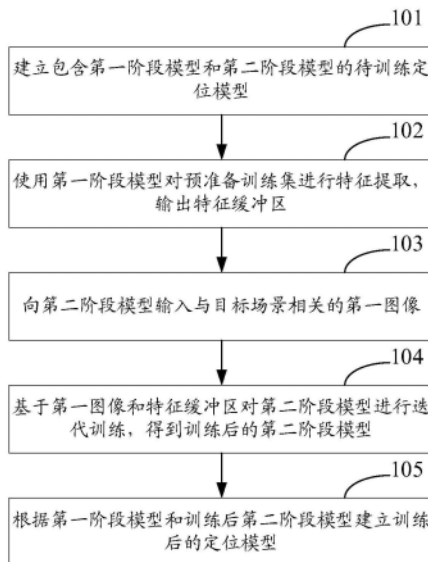 101
建立包含第一阶段模型和第二阶段模型的待训练定
位模型
102
使用第一阶段模型对预准备训练集进行特征提取，
输出特征缓冲区
103
向第二阶段模型输入与目标场景相关的第一图像
104
基于第一图像和特征缓冲区对第二阶段模型进行迭
代训练，得到训练后的第二阶段模型
105
根据第一阶段模型和训练后第二阶段模型建立训练
后的定位模型